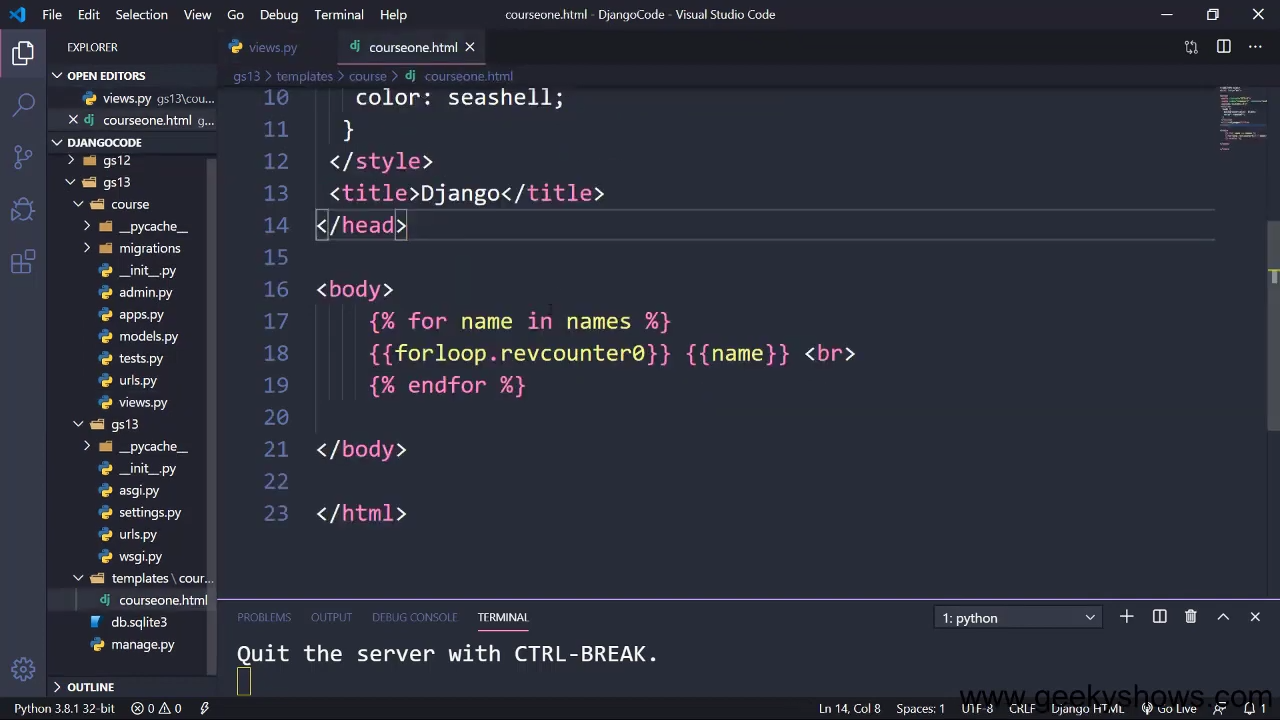 File Edit Selection View Go Debug Terminal Help courseone.html - DjangoCode - Visual Studio Code
EXPLORER
OPEN EDITORS
views.py gs13\cou...
courseone.html g...
DJANGOCODE
gs12
gs13
course
__pycache__
migrations
__init__.py
admin.py
apps.py
models.py
tests.py
urls.py
views.py
gs13
__pycache__
__init__.py
asgi.py
settings.py
urls.py
wsgi.py
templates \ cour...
courseone.html
db.sqlite3
manage.py
OUTLINE
views.py courseone.html
gs13 templates course courseone.html
10 color: seashell;
11 }
12 </style>
13 <title>Django</title>
14 </head>
15
16 <body>
17 {% for name in names %}
18 {{forloop.revcounter0}} {{name}} <br>
19 {% endfor %}
20
21 </body>
22
23 </html>
PROBLEMS OUTPUT DEBUG CONSOLE TERMINAL 1: python
Quit the server with CTRL-BREAK.
www.geekyshows.com
Python 3.8.1 32-bit 0 0 Ln 14, Col 8 Spaces: 1 UTF-8 CRLF Django HTML Go Live 1